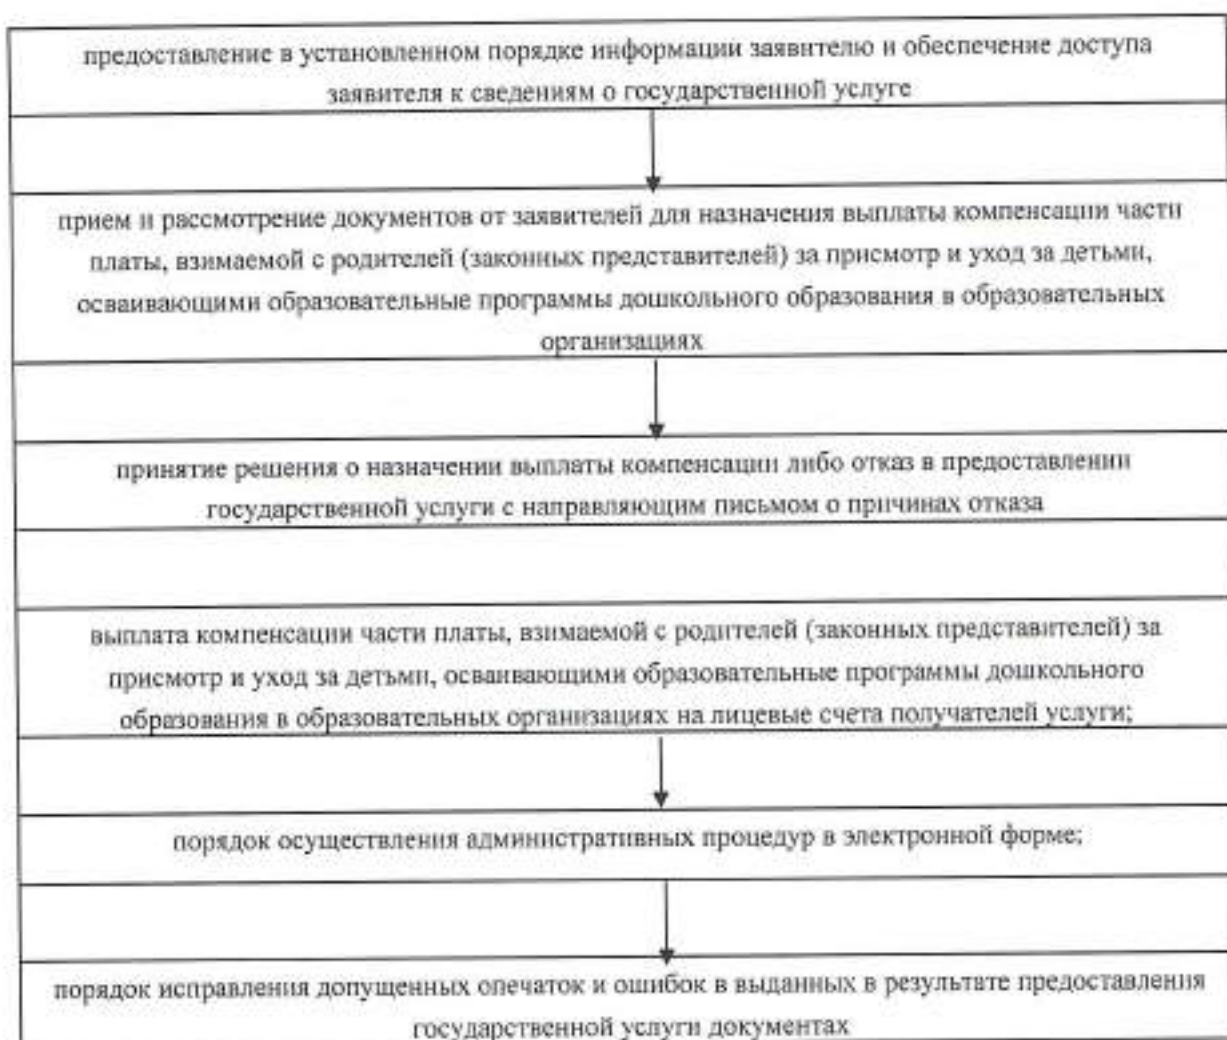 предоставление в установленном порядке информации заявителю и обеспечение доступа
заявителя к сведениям о государственной услуге
прием и рассмотрение документов от заявителей для назначения выплаты компенсации части
платы, взимаемой с родителей (законных представителей) за присмотр и уход за детьми,
осваивающими образовательные программы дошкольного образования в образовательных
организациях
принятие решения о назначении выплаты компенсации либо отказ в предоставлении
государственной услуги с направляющим письмом о причинах отказа
выплата компенсации части платы, взимаемой с родителей (законных представителей) за
присмотр и уход за детьми, осваивающими образовательные программы дошкольного
образования в образовательных организациях на лицевые счета получателей услуги;
порядок осуществления административных процедур в электронной форме;
порядок исправления допущенных опечаток и ошибок в выданных в результате предоставления
государственной услуги документах